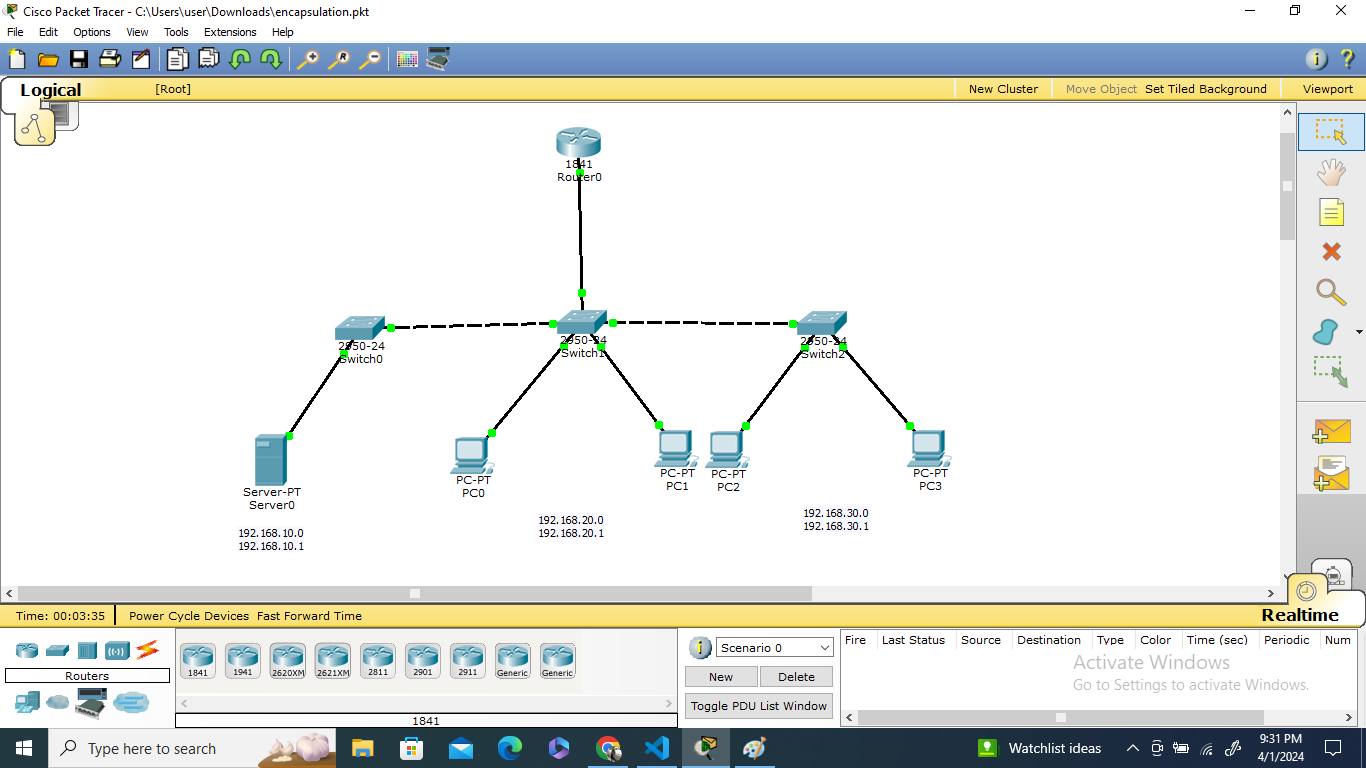 Cisco Packet Tracer - C:\Users\user\Downloads\encapsulation.pkt
File Edit Options View Tools Extensions Help
Logical [Root] New Cluster Move Object Set Tiled Background Viewport
1841
Router0
2950-24
Switch0
2950-24
Switch1
2950-24
Switch2
Server-PT
Server0
PC-PT
PC0
PC-PT
PC1
PC-PT
PC2
PC-PT
PC3
192.168.10.0
192.168.10.1
192.168.20.0
192.168.20.1
192.168.30.0
192.168.30.1
Time: 00:03:35 Power Cycle Devices Fast Forward Time
Realtime
Routers
1841 1941 2620XM 2621XM 2811 2901 2911 Generic Generic
1841
Scenario 0
New Delete
Toggle PDU List Window
Fire Last Status Source Destination Type Color Time (sec) Periodic Num
Activate Windows
Go to Settings to activate Windows.
Type here to search
Watchlist ideas
9:31 PM
4/1/2024